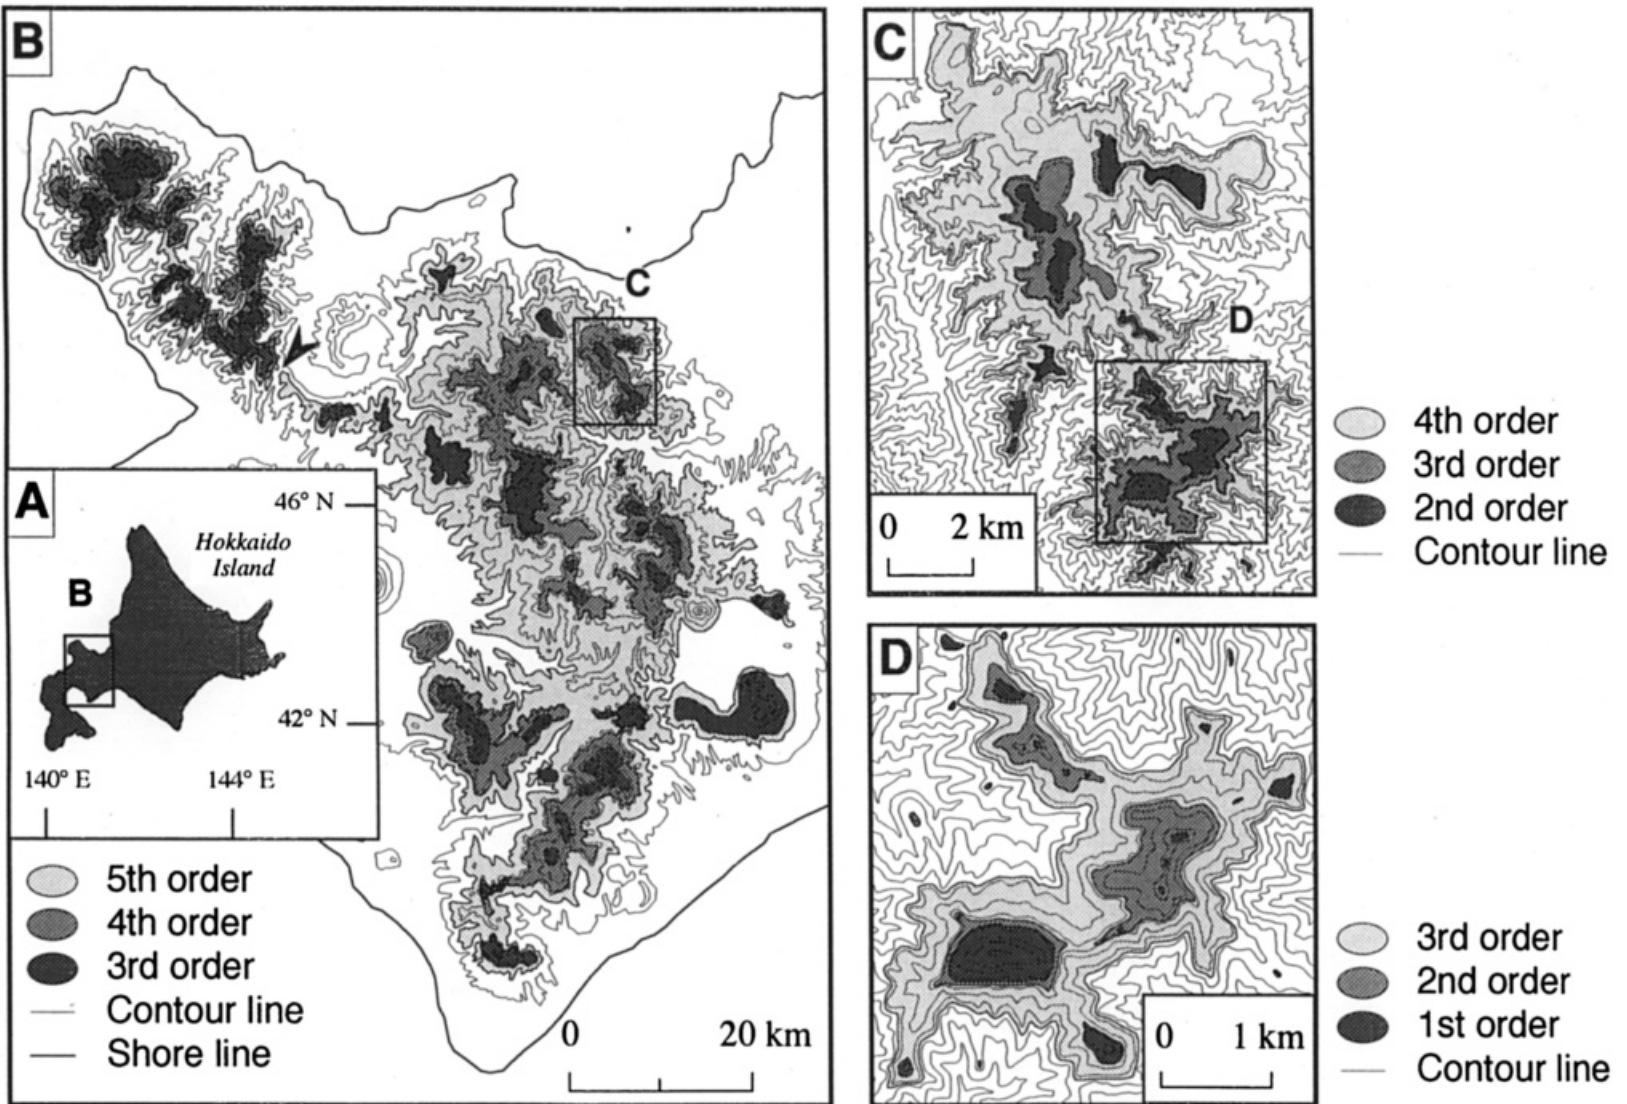 B
C
A
46° N
Hokkaido
Island
B
42° N
140° E
144° E
5th order
4th order
3rd order
Contour line
Shore line
0
20 km
C
D
0
2 km
4th order
3rd order
2nd order
Contour line
D
0
1 km
3rd order
2nd order
1st order
Contour line